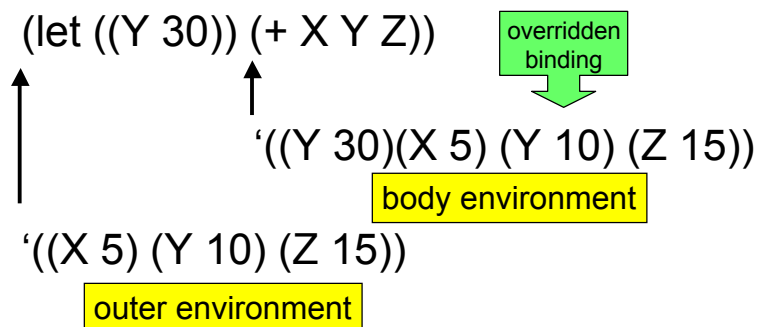 (let ((Y 30)) (+ X Y Z))
overridden
binding
‘((Y 30)(X 5) (Y 10) (Z 15))
body environment
‘((X 5) (Y 10) (Z 15))
outer environment